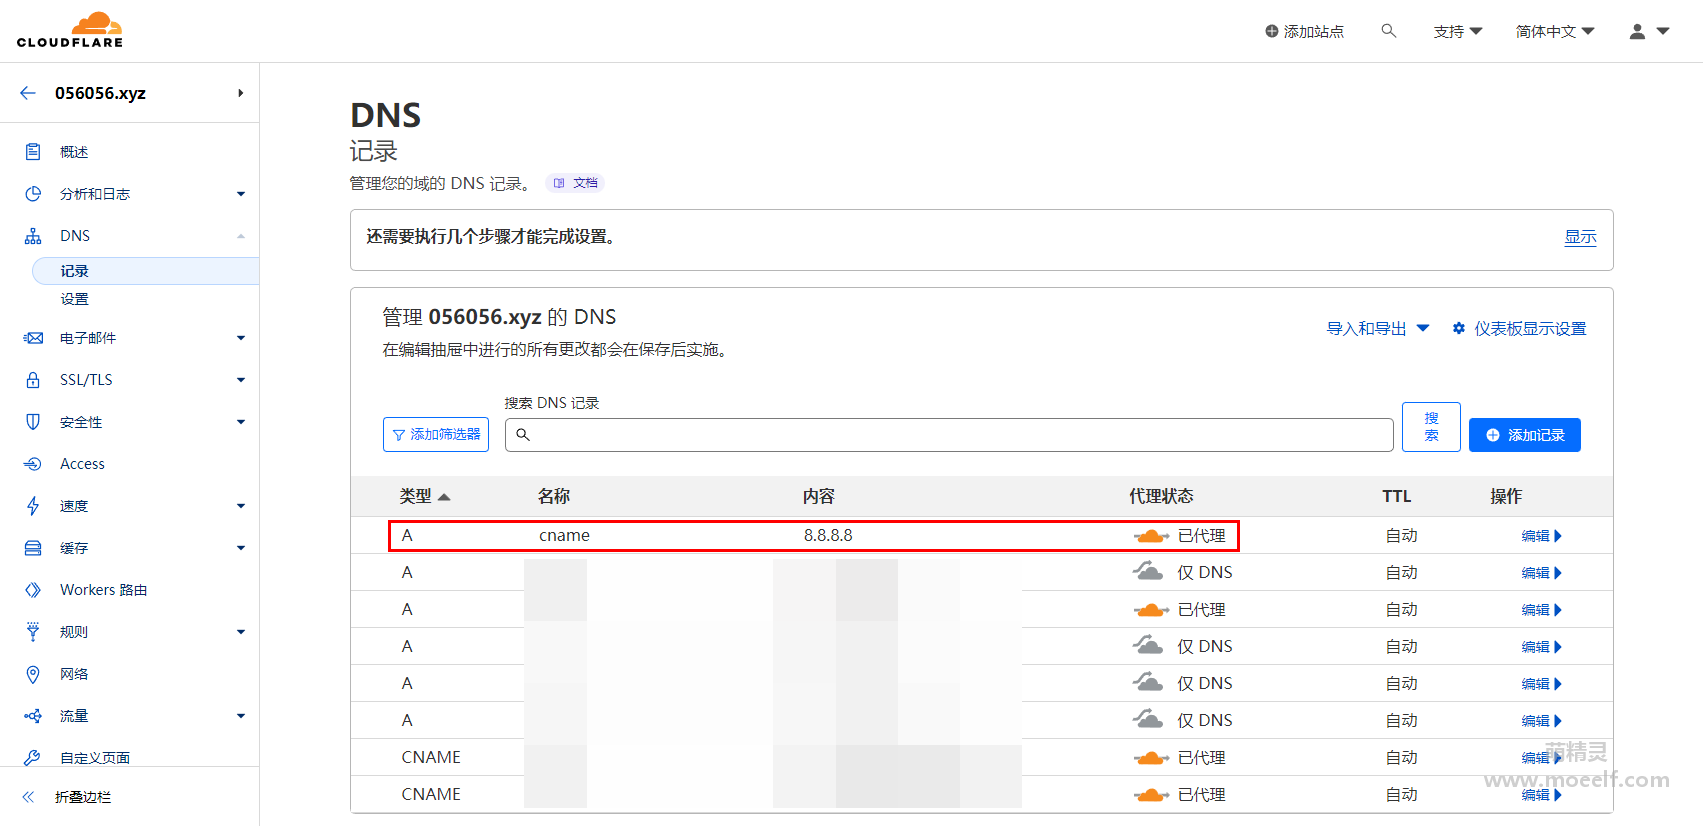 CLOUDFLARE
添加站点
支持
简体中文
056056.xyz
概述
分析和日志
DNS
记录
设置
电子邮件
SSL/TLS
安全性
Access
速度
缓存
Workers 路由
规则
网络
流量
自定义页面
折叠边栏
DNS
记录
管理您的域的 DNS 记录。 文档
还需要执行几个步骤才能完成设置。 显示
管理 056056.xyz 的 DNS
在编辑抽屉中进行的所有更改都会在保存后实施。
导入和导出 仪表板显示设置
搜索 DNS 记录
添加筛选器
搜
索
添加记录
类型 名称 内容 代理状态 TTL 操作
A cname 8.8.8.8 已代理 自动 编辑
A 仅 DNS 自动 编辑
A 已代理 自动 编辑
A 仅 DNS 自动 编辑
A 仅 DNS 自动 编辑
A 仅 DNS 自动 编辑
CNAME 已代理 自动 编辑
CNAME 已代理 自动 编辑
萌精灵
www.moeelf.com